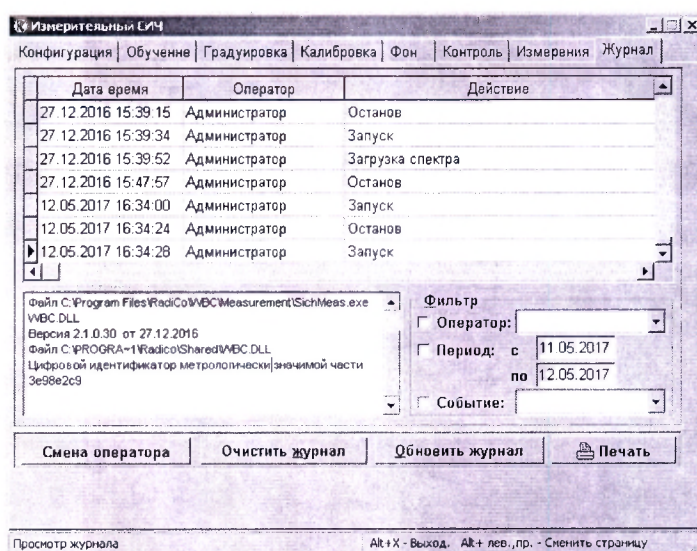 Измерительный СИЧ
Конфигурация Обучение Градуировка Калибровка Фон Контроль Измерения Журнал
Дата время Оператор Действие
27.12.2016 15:39:15 Администратор Останов
27.12.2016 15:39:34 Администратор Запуск
27.12.2016 15:39:52 Администратор Загрузка спектра
27.12.2016 15:47:57 Администратор Останов
12.05.2017 16:34:00 Администратор Запуск
12.05.2017 16:34:24 Администратор Останов
12.05.2017 16:34:28 Администратор Запуск
Файл C:\Program Files\RadiCo\WBC\Measurement\SichMeas.exe
WBC.DLL
Версия 2.1.0.30 от 27.12.2016
Файл C:\PROGRA~1\Radico\Shared\WBC.DLL
Цифровой идентификатор метрологически значимой части
3e98e2c9
Фильтр
Оператор:
Период: с 11.05.2017
по 12.05.2017
Событие:
Смена оператора Очистить журнал Обновить журнал Печать
Просмотр журнала Alt+X - Выход. Alt+ лев.,пр. - Сменить страницу